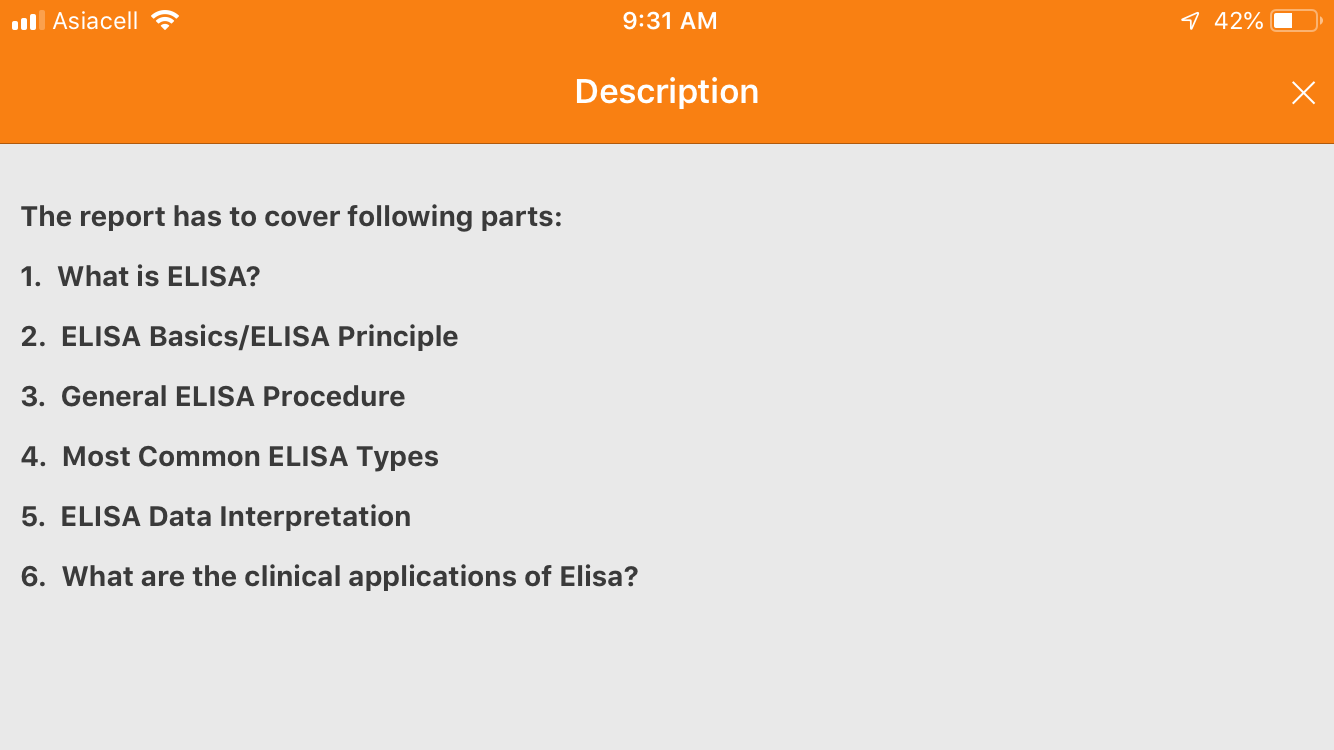 Asiacell 9:31 AM 42%
Description
The report has to cover following parts:
1. What is ELISA?
2. ELISA Basics/ELISA Principle
3. General ELISA Procedure
4. Most Common ELISA Types
5. ELISA Data Interpretation
6. What are the clinical applications of Elisa?